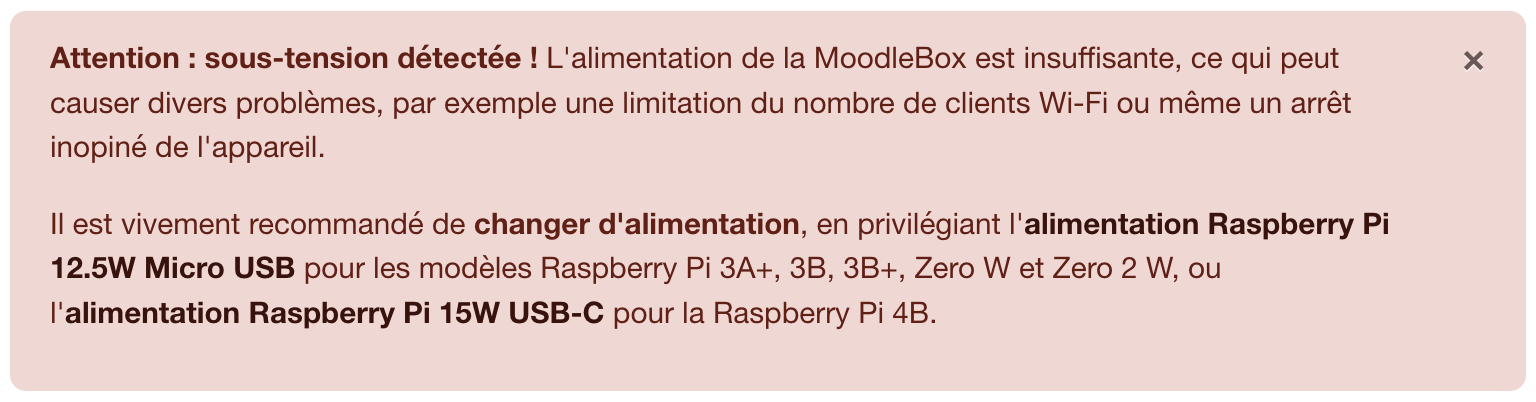 Attention : sous-tension détectée ! L'alimentation de la MoodleBox est insuffisante, ce qui peut
causer divers problèmes, par exemple une limitation du nombre de clients Wi-Fi ou même un arrêt
inopiné de l'appareil.
Il est vivement recommandé de changer d'alimentation, en privilégiant l'alimentation Raspberry Pi
12.5W Micro USB pour les modèles Raspberry Pi 3A+, 3B, 3B+, Zero W et Zero 2 W, ou
l'alimentation Raspberry Pi 15W USB-C pour la Raspberry Pi 4B.